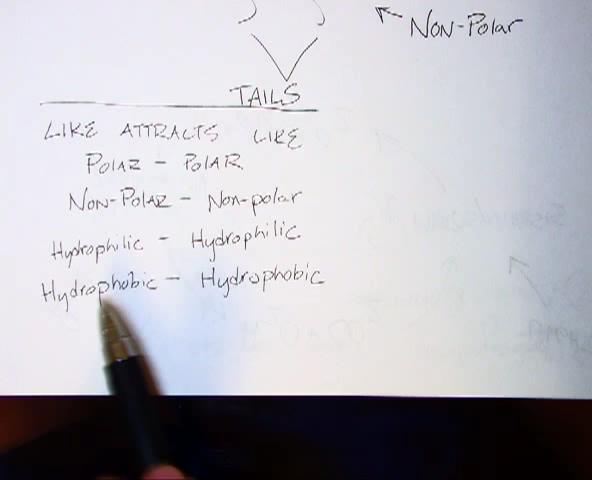 Non-Polar
TAILS
LIKE ATTRACTS LIKE
POLAR - POLAR
NON-POLAR - Non-polar
Hydrophilic - Hydrophilic
Hydrophobic - Hydrophobic